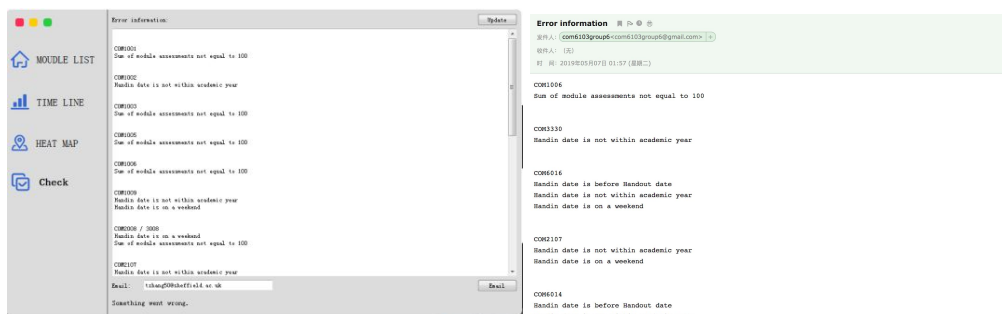 Error information:
Update
MOUDLE LIST
TIME LINE
HEAT MAP
Check
COM1001
Sum of module assessments not equal to 100
COM1002
Handin date is not within academic year
COM1003
Sum of module assessments not equal to 100
COM1005
Sum of module assessments not equal to 100
COM1006
Sum of module assessments not equal to 100
COM1009
Handin date is not within academic year
Handin date is on a weekend
COM2008 / 3008
Handin date is on a weekend
Sum of module assessments not equal to 100
COM2107
Handin date is not within academic year
Email:
tzhang50@sheffield.ac.uk
Email
Something went wrong.
Error information
发件人: com6103group6<com6103group6@gmail.com>
收件人: (无)
时 间: 2019年05月07日 01:57 (星期二)
COM1006
Sum of module assessments not equal to 100
COM3330
Handin date is not within academic year
COM6016
Handin date is before Handout date
Handin date is not within academic year
Handin date is on a weekend
COM2107
Handin date is not within academic year
Handin date is on a weekend
COM6014
Handin date is before Handout date